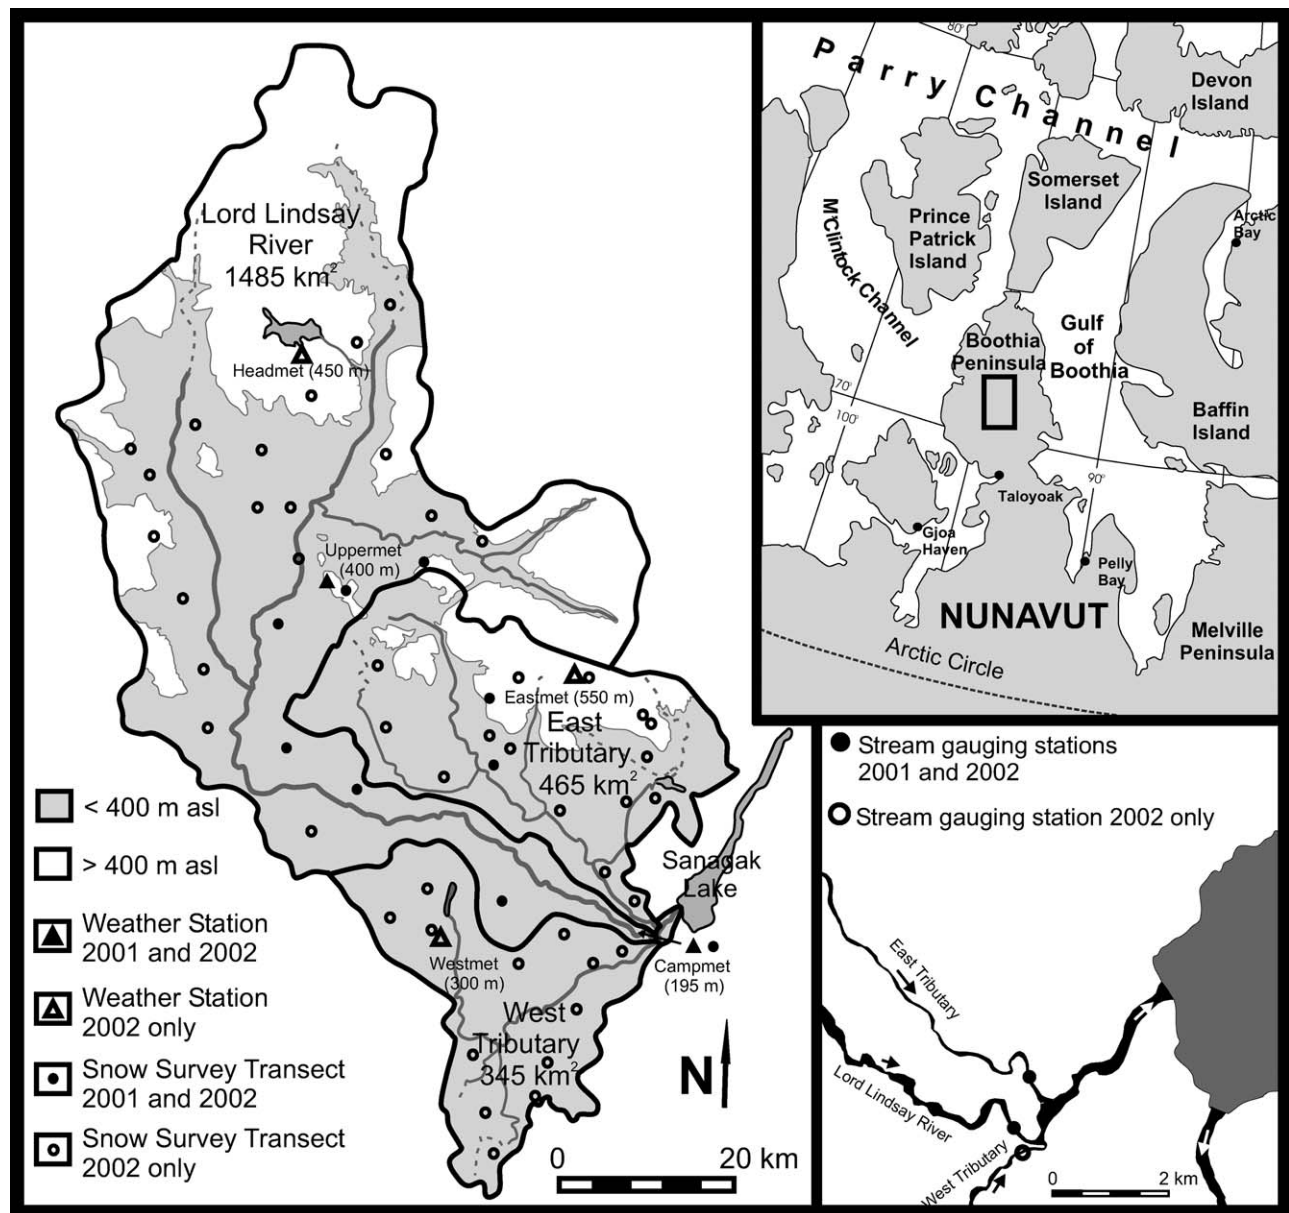 Lord Lindsay
River
1485 km²
Headmet (450 m)
Uppermet
(400 m)
Eastmet (550 m)
East
Tributary
465 km²
Sanagak
Lake
Westmet
(300 m)
Campmet
(195 m)
West
Tributary
345 km²
N
0 20 km
< 400 m asl
> 400 m asl
Weather Station
2001 and 2002
Weather Station
2002 only
Snow Survey Transect
2001 and 2002
Snow Survey Transect
2002 only
80°
Parry Channel
Devon
Island
Somerset
Island
Prince
Patrick
Island
M'Clintock Channel
Arctic
Bay
Boothia
Peninsula
Gulf
of
Boothia
70°
100°
Baffin
Island
90°
Taloyoak
Gjoa
Haven
Pelly
Bay
NUNAVUT
Melville
Peninsula
Arctic Circle
Stream gauging stations
2001 and 2002
Stream gauging station 2002 only
East Tributary
Lord Lindsay River
West Tributary
0 2 km